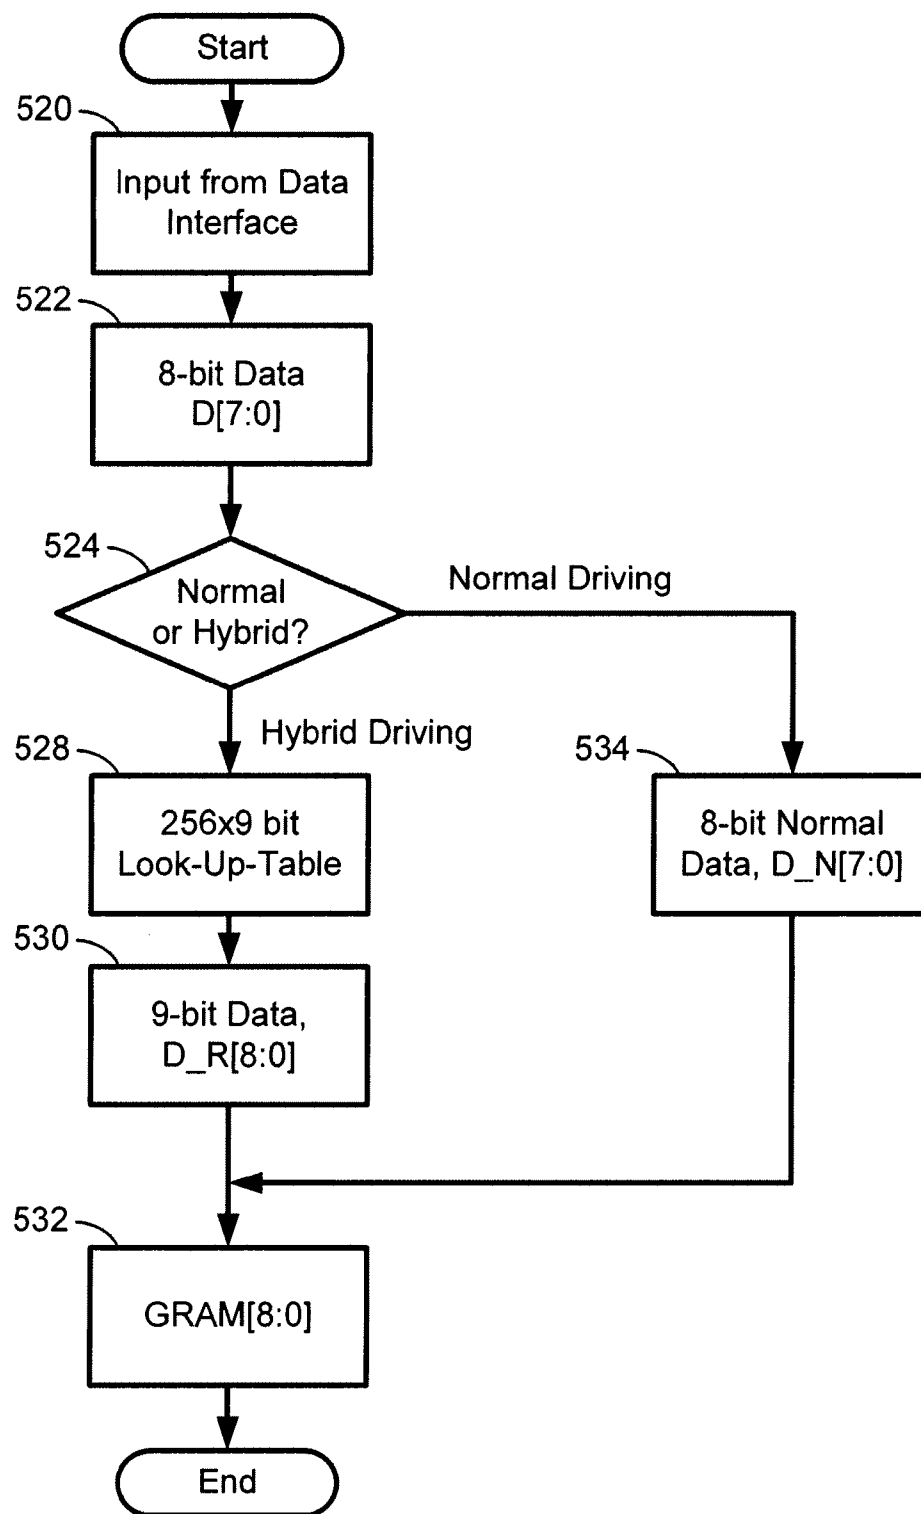 Start
520
Input from Data
Interface
522
8-bit Data
D[7:0]
524
Normal
or Hybrid?
Normal Driving
Hybrid Driving
528
256x9 bit
Look-Up-Table
534
8-bit Normal
Data, D_N[7:0]
530
9-bit Data,
D_R[8:0]
532
GRAM[8:0]
End